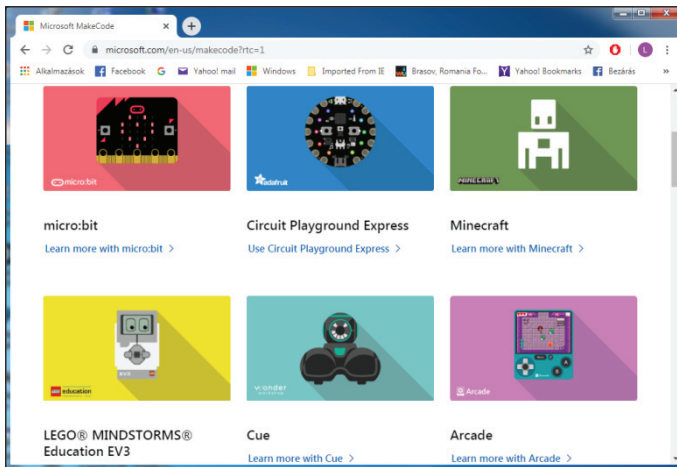 Microsoft MakeCode
microsoft.com/en-us/makecode?rtc=1
L
Alkalmazások Facebook Yahoo! mail Windows Imported From IE Brasov, Romania Fo... Yahoo! Bookmarks Bezárás »
micro:bit adafruit MINECRAFT
micro:bit Circuit Playground Express Minecraft
Learn more with micro:bit > Use Circuit Playground Express > Learn more with Minecraft >
EV3
education wonder Arcade
LEGO® MINDSTORMS® Cue Arcade
Education EV3
Learn more with Cue > Learn more with Arcade >